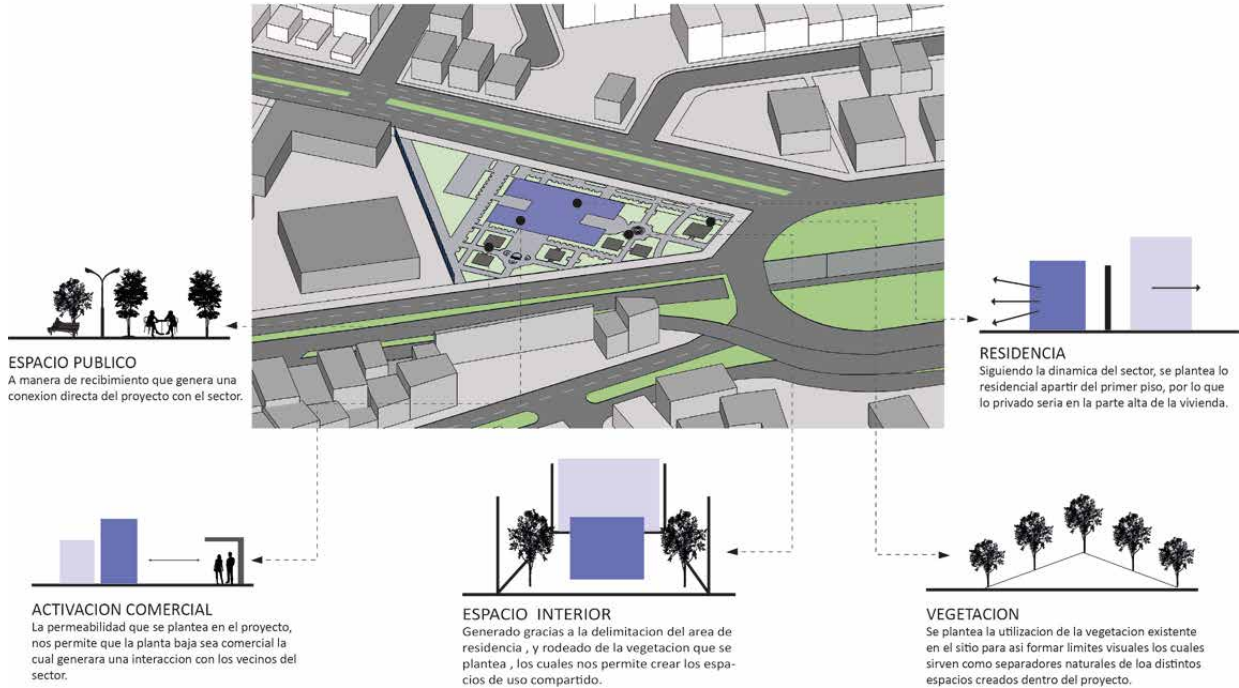 ESPACIO PUBLICO
A manera de recibimiento que genera una
conexion directa del proyecto con el sector.
RESIDENCIA
Siguiendo la dinamica del sector, se plantea lo
residencial apartir del primer piso, por lo que
lo privado seria en la parte alta de la vivienda.
ACTIVACION COMERCIAL
La permeabilidad que se plantea en el proyecto,
nos permite que la planta baja sea comercial la
cual generara una interaccion con los vecinos del
sector.
ESPACIO INTERIOR
Generado gracias a la delimitacion del area de
residencia , y rodeado de la vegetacion que se
plantea , los cuales nos permite crear los espa-
cios de uso compartido.
VEGETACION
Se plantea la utilizacion de la vegetacion existente
en el sitio para asi formar limites visuales los cuales
sirven como separadores naturales de loa distintos
espacios creados dentro del proyecto.